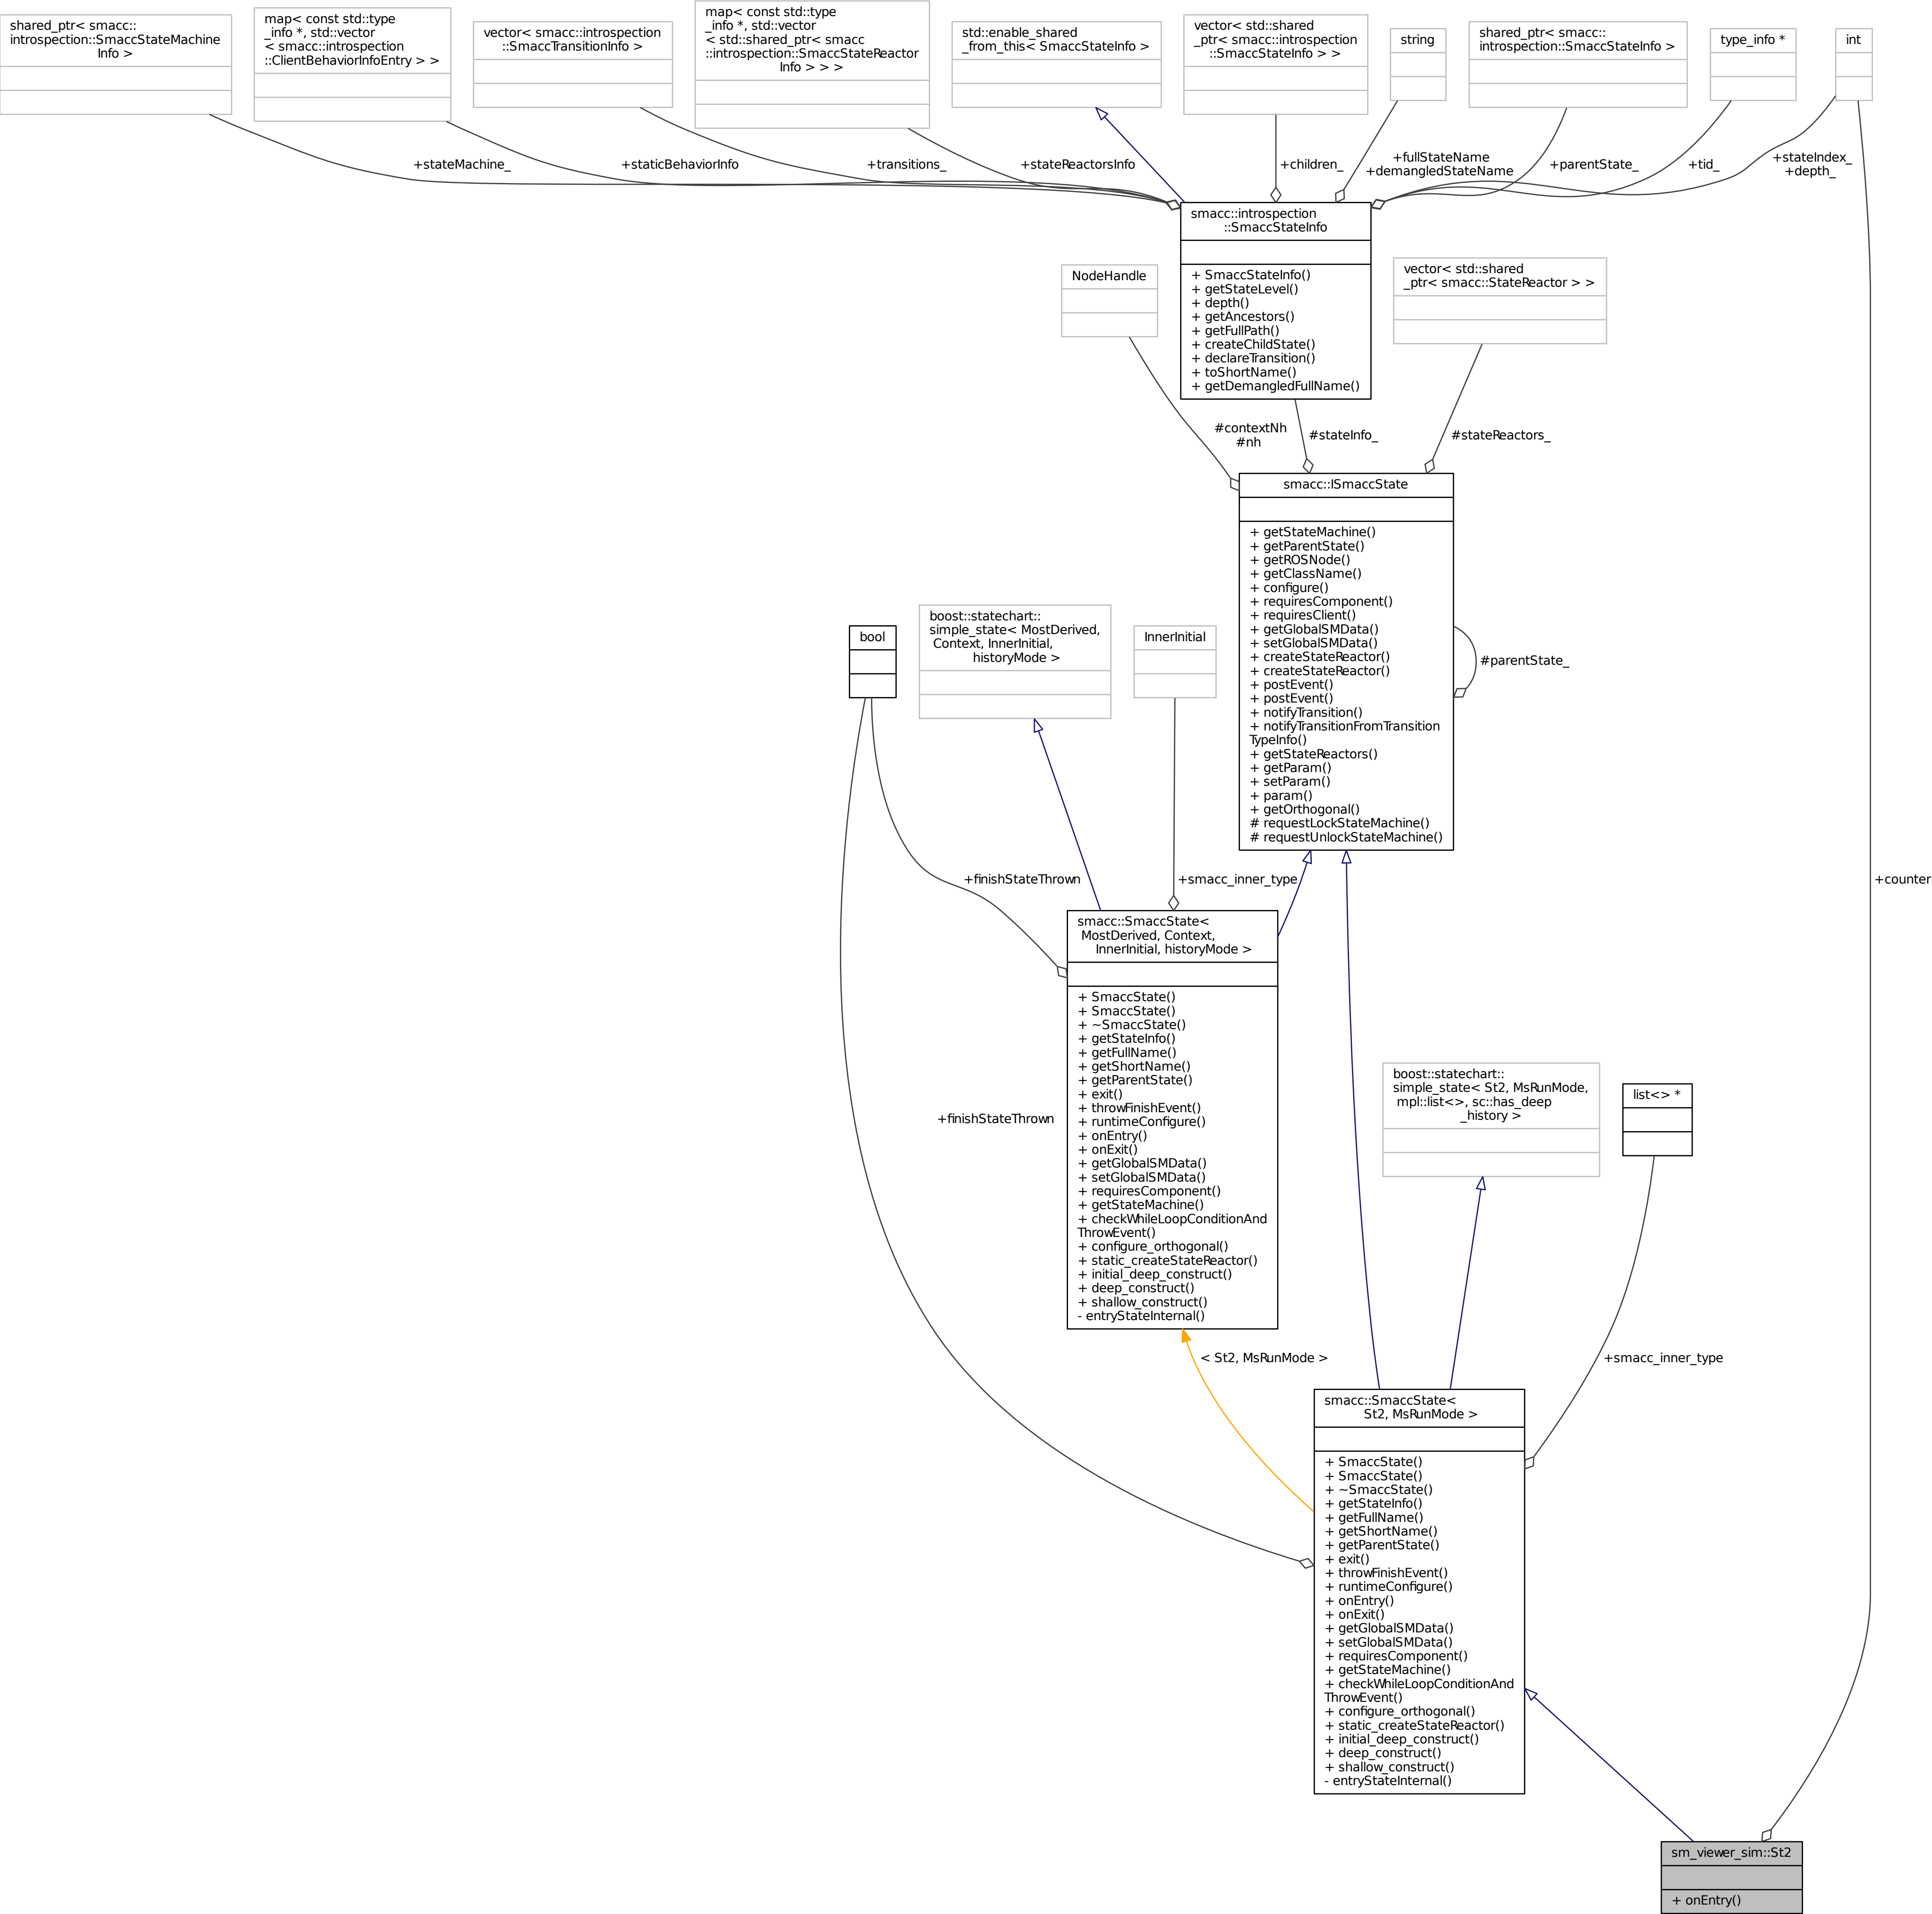 shared_ptr< smacc::
introspection::SmaccStateMachine
Info >
map< const std::type
_info *, std::vector
< smacc::introspection
::ClientBehaviorInfoEntry > >
vector< smacc::introspection
::SmaccTransitionInfo >
map< const std::type
_info *, std::vector
< std::shared_ptr< smacc
::introspection::SmaccStateReactor
Info > > >
std::enable_shared
_from_this< SmaccStateInfo >
vector< std::shared
_ptr< smacc::introspection
::SmaccStateInfo > >
string
shared_ptr< smacc::
introspection::SmaccStateInfo >
type_info *
int
+stateMachine_
+staticBehaviorInfo
+transitions_
+stateReactorsInfo
+children_
+fullStateName
+demangledStateName
+parentState_
+tid_
+stateIndex_
+depth_
smacc::introspection
::SmaccStateInfo
+ SmaccStateInfo()
+ getStateLevel()
+ depth()
+ getAncestors()
+ getFullPath()
+ createChildState()
+ declareTransition()
+ toShortName()
+ getDemangledFullName()
NodeHandle
vector< std::shared
_ptr< smacc::StateReactor > >
#contextNh
#nh
#stateInfo_
#stateReactors_
smacc::ISmaccState
+ getStateMachine()
+ getParentState()
+ getROSNode()
+ getClassName()
+ configure()
+ requiresComponent()
+ requiresClient()
+ getGlobalSMData()
+ setGlobalSMData()
+ createStateReactor()
+ createStateReactor()
+ postEvent()
+ postEvent()
+ notifyTransition()
+ notifyTransitionFromTransition
TypeInfo()
+ getStateReactors()
+ getParam()
+ setParam()
+ param()
+ getOrthogonal()
# requestLockStateMachine()
# requestUnlockStateMachine()
#parentState_
bool
boost::statechart::
simple_state< MostDerived,
Context, InnerInitial,
historyMode >
InnerInitial
+finishStateThrown
+smacc_inner_type
+counter
smacc::SmaccState<
MostDerived, Context,
InnerInitial, historyMode >
+ SmaccState()
+ SmaccState()
+ ~SmaccState()
+ getStateInfo()
+ getFullName()
+ getShortName()
+ getParentState()
+ exit()
+ throwFinishEvent()
+ runtimeConfigure()
+ onEntry()
+ onExit()
+ getGlobalSMData()
+ setGlobalSMData()
+ requiresComponent()
+ getStateMachine()
+ checkWhileLoopConditionAnd
ThrowEvent()
+ configure_orthogonal()
+ static_createStateReactor()
+ initial_deep_construct()
+ deep_construct()
+ shallow_construct()
- entryStateInternal()
+finishStateThrown
boost::statechart::
simple_state< St2, MsRunMode,
mpl::list<>, sc::has_deep
_history >
list<> *
< St2, MsRunMode >
+smacc_inner_type
smacc::SmaccState<
St2, MsRunMode >
+ SmaccState()
+ SmaccState()
+ ~SmaccState()
+ getStateInfo()
+ getFullName()
+ getShortName()
+ getParentState()
+ exit()
+ throwFinishEvent()
+ runtimeConfigure()
+ onEntry()
+ onExit()
+ getGlobalSMData()
+ setGlobalSMData()
+ requiresComponent()
+ getStateMachine()
+ checkWhileLoopConditionAnd
ThrowEvent()
+ configure_orthogonal()
+ static_createStateReactor()
+ initial_deep_construct()
+ deep_construct()
+ shallow_construct()
- entryStateInternal()
sm_viewer_sim::St2
+ onEntry()